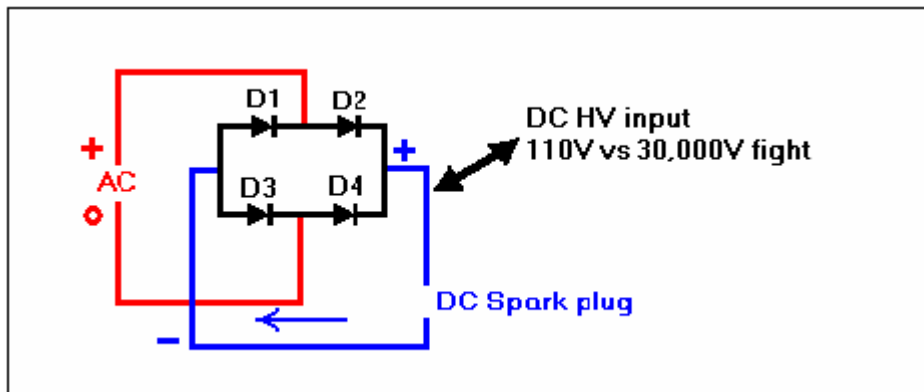 D1 D2
DC HV input
110V vs 30,000V fight
+
+
AC
D3 D4
o
DC Spark plug
-